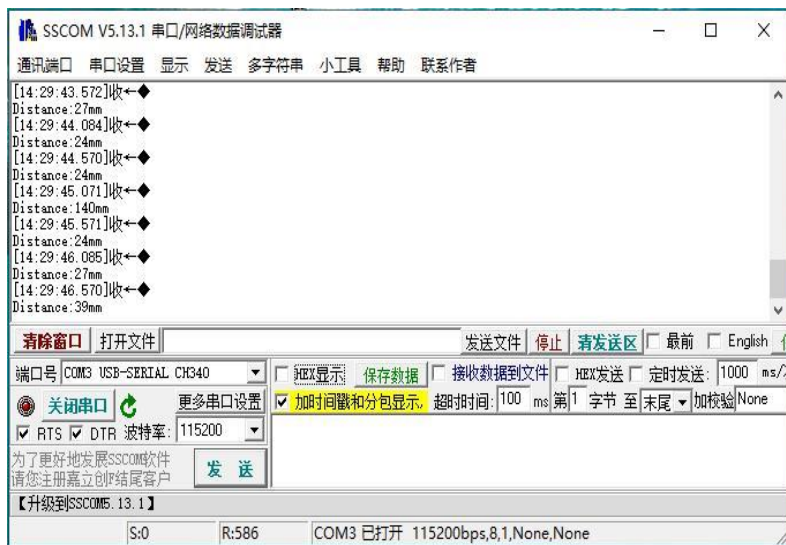 SSCOM V5.13.1 串口/网络数据调试器
通讯端口 串口设置 显示 发送 多字符串 小工具 帮助 联系作者
[14:29:43.572]收←◆
Distance:27mm
[14:29:44.084]收←◆
Distance:24mm
[14:29:44.570]收←◆
Distance:24mm
[14:29:45.071]收←◆
Distance:140mm
[14:29:45.571]收←◆
Distance:24mm
[14:29:46.085]收←◆
Distance:27mm
[14:29:46.570]收←◆
Distance:39mm
清除窗口 打开文件 发送文件 停止 清发送区 最前 English
端口号 COM3 USB-SERIAL CH340 HEX显示 保存数据 接收数据到文件 HEX发送 定时发送: 1000 ms/
关闭串口 更多串口设置 加时间戳和分包显示, 超时时间: 100 ms 第1 字节 至 末尾 加校验 None
RTS DTR 波特率: 115200
为了更好地发展SSCOM软件
请您注册嘉立创F结尾客户
发 送
【升级到SSCOM5.13.1】
S:0 R:586 COM3 已打开 115200bps,8,1,None,None